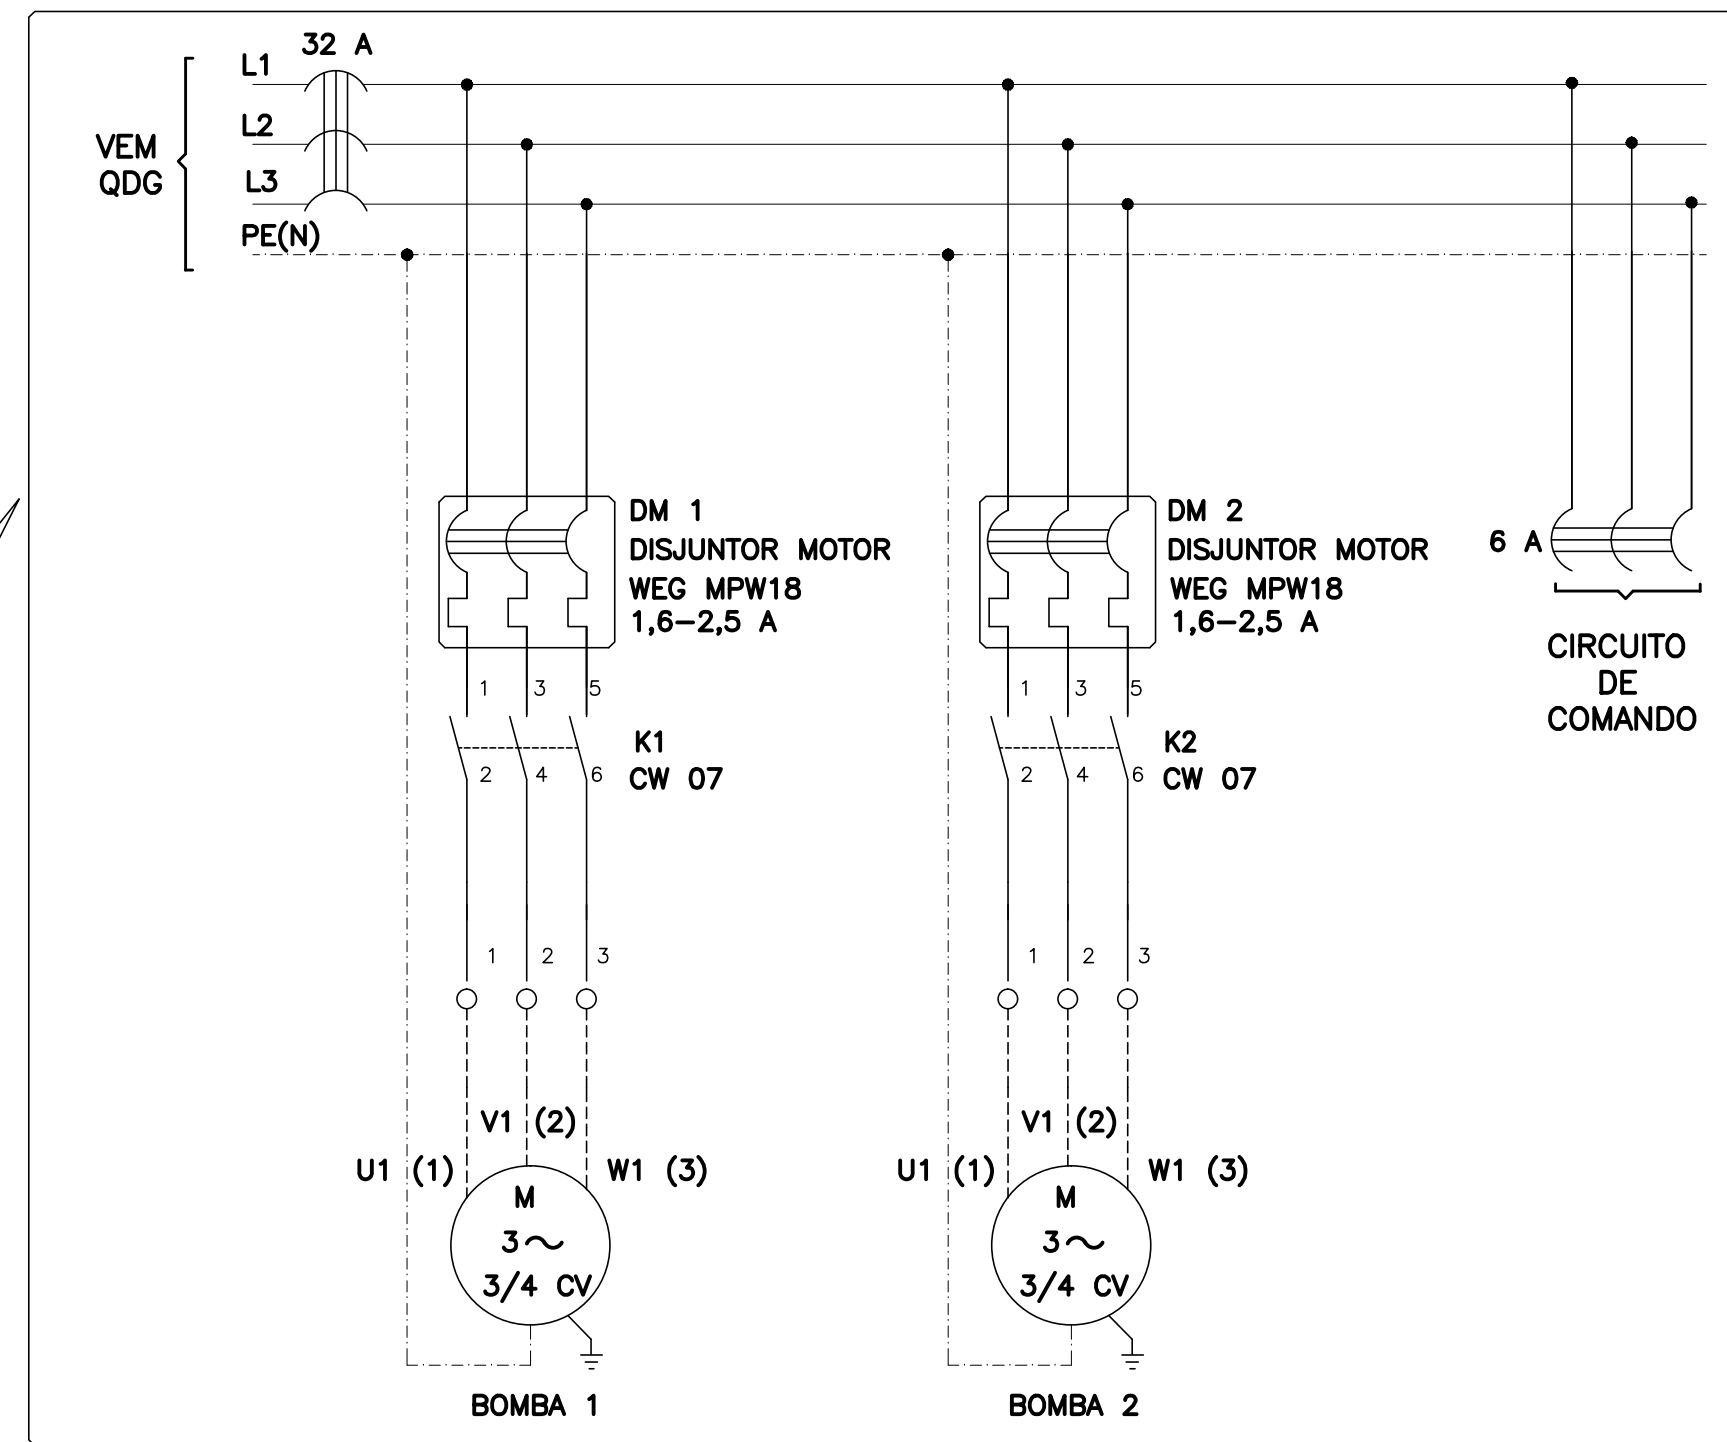 32 A
L1
L2
VEM
QDG
L3
PE(N)
DM 1
DISJUNTOR MOTOR
WEG MPW18
1,6-2,5 A
DM 2
DISJUNTOR MOTOR
WEG MPW18
1,6-2,5 A
6 A
CIRCUITO
DE
COMANDO
1 3 5
K1
2 4 6
CW 07
1 3 5
K2
2 4 6
CW 07
1 2 3
1 2 3
V1 (2)
U1 (1) W1 (3)
M
3~
3/4 CV
BOMBA 1
V1 (2)
U1 (1) W1 (3)
M
3~
3/4 CV
BOMBA 2